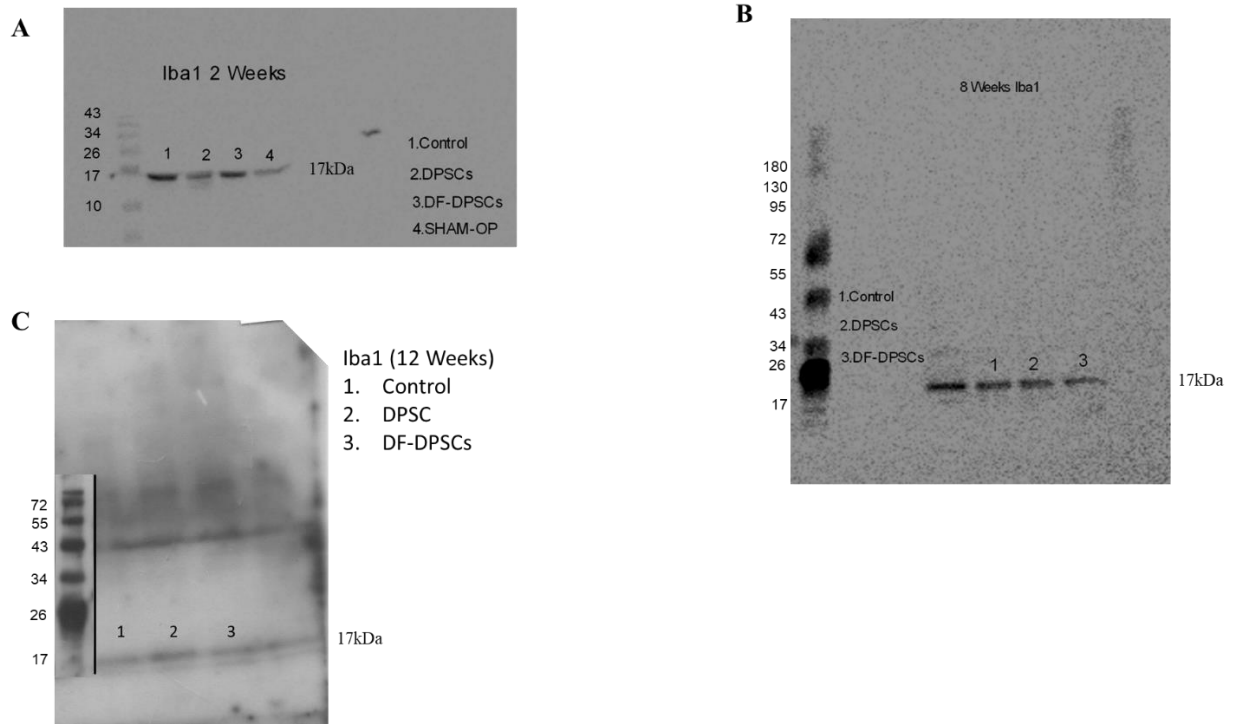 A
Iba1 2 Weeks
43
34
26
17
10
1 2 3 4
17kDa
1.Control
2.DPSCs
3.DF-DPSCs
4.SHAM-OP
B
8 Weeks Iba1
180
130
95
72
55
43
34
26
17
1.Control
2.DPSCs
3.DF-DPSCs
1 2 3
17kDa
C
Iba1 (12 Weeks)
1. Control
2. DPSC
3. DF-DPSCs
72
55
43
34
26
17
1 2 3
17kDa